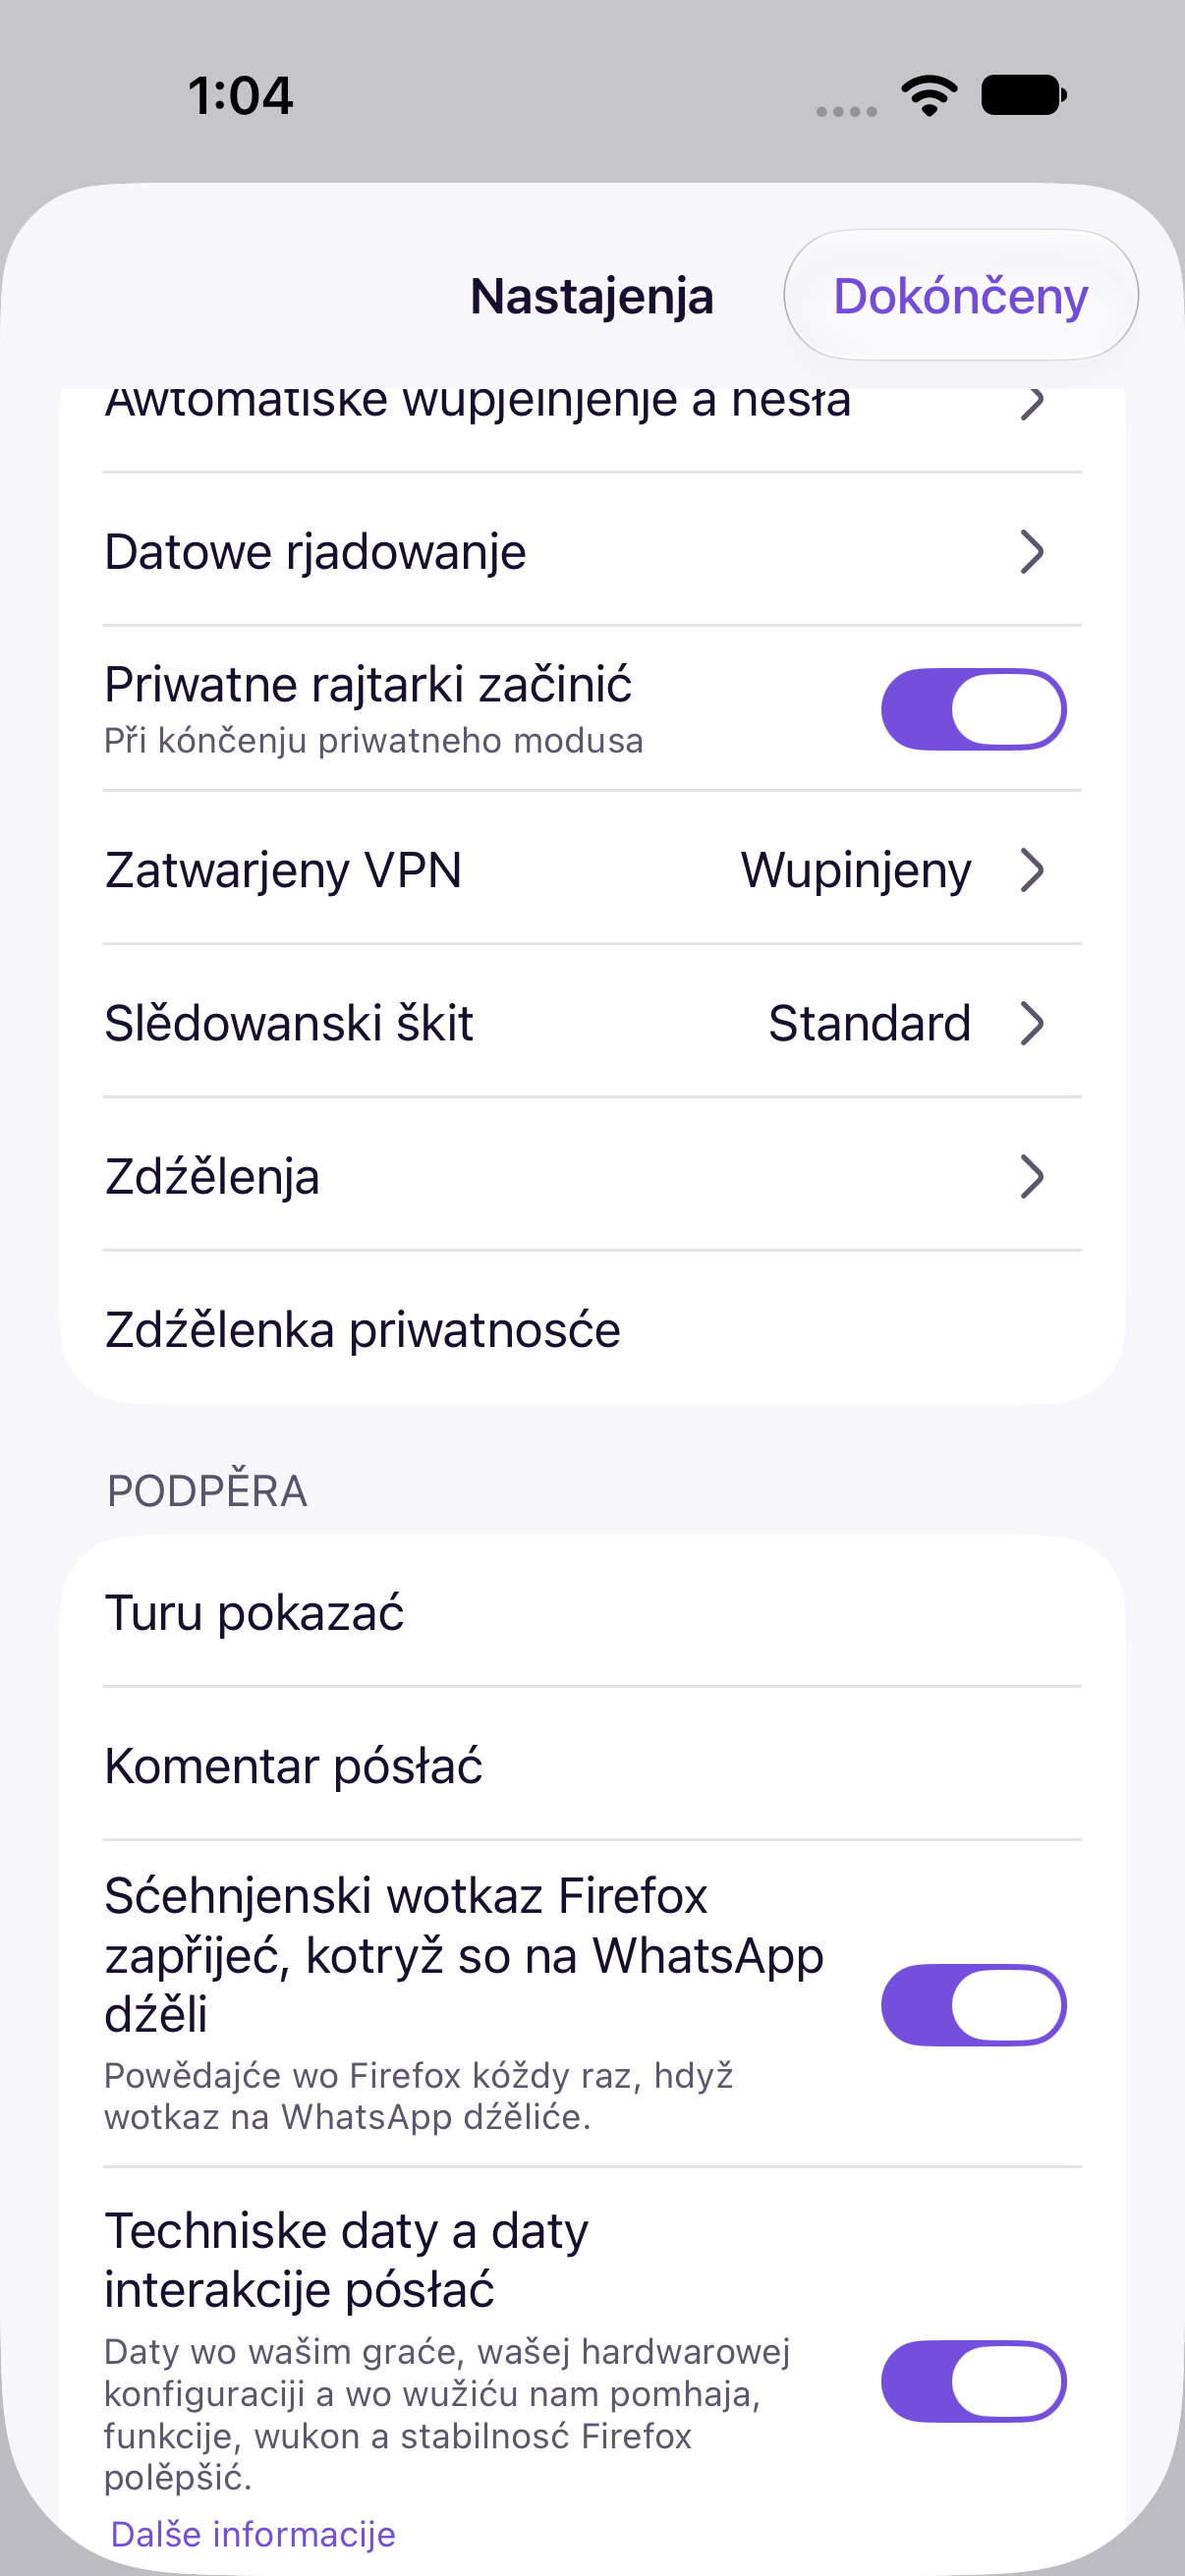 1:04
Nastajenja
Dokónčeny
Awtomatiske wupjelnjenje a hesła
Datowe rjadowanje
Priwatne rajtarki začinić
Při kónčenju priwatneho modusa
Zatwarjeny VPN
Wupinjeny
Slědowanski škit
Standard
Zdźělenja
Zdźělenka priwatnosće
PODPĚRA
Turu pokazać
Komentar pósłać
Sćehnjenski wotkaz Firefox
zapřijeć, kotryž so na WhatsApp
dźěli
Powědajće wo Firefox kóždy raz, hdyž
wotkaz na WhatsApp dźěliće.
Techniske daty a daty
interakcije pósłać
Daty wo wašim graće, wašej hardwarowej
konfiguraciji a wo wužiću nam pomhaja,
funkcije, wukon a stabilnosć Firefox
polěpšić.
Dalše informacije